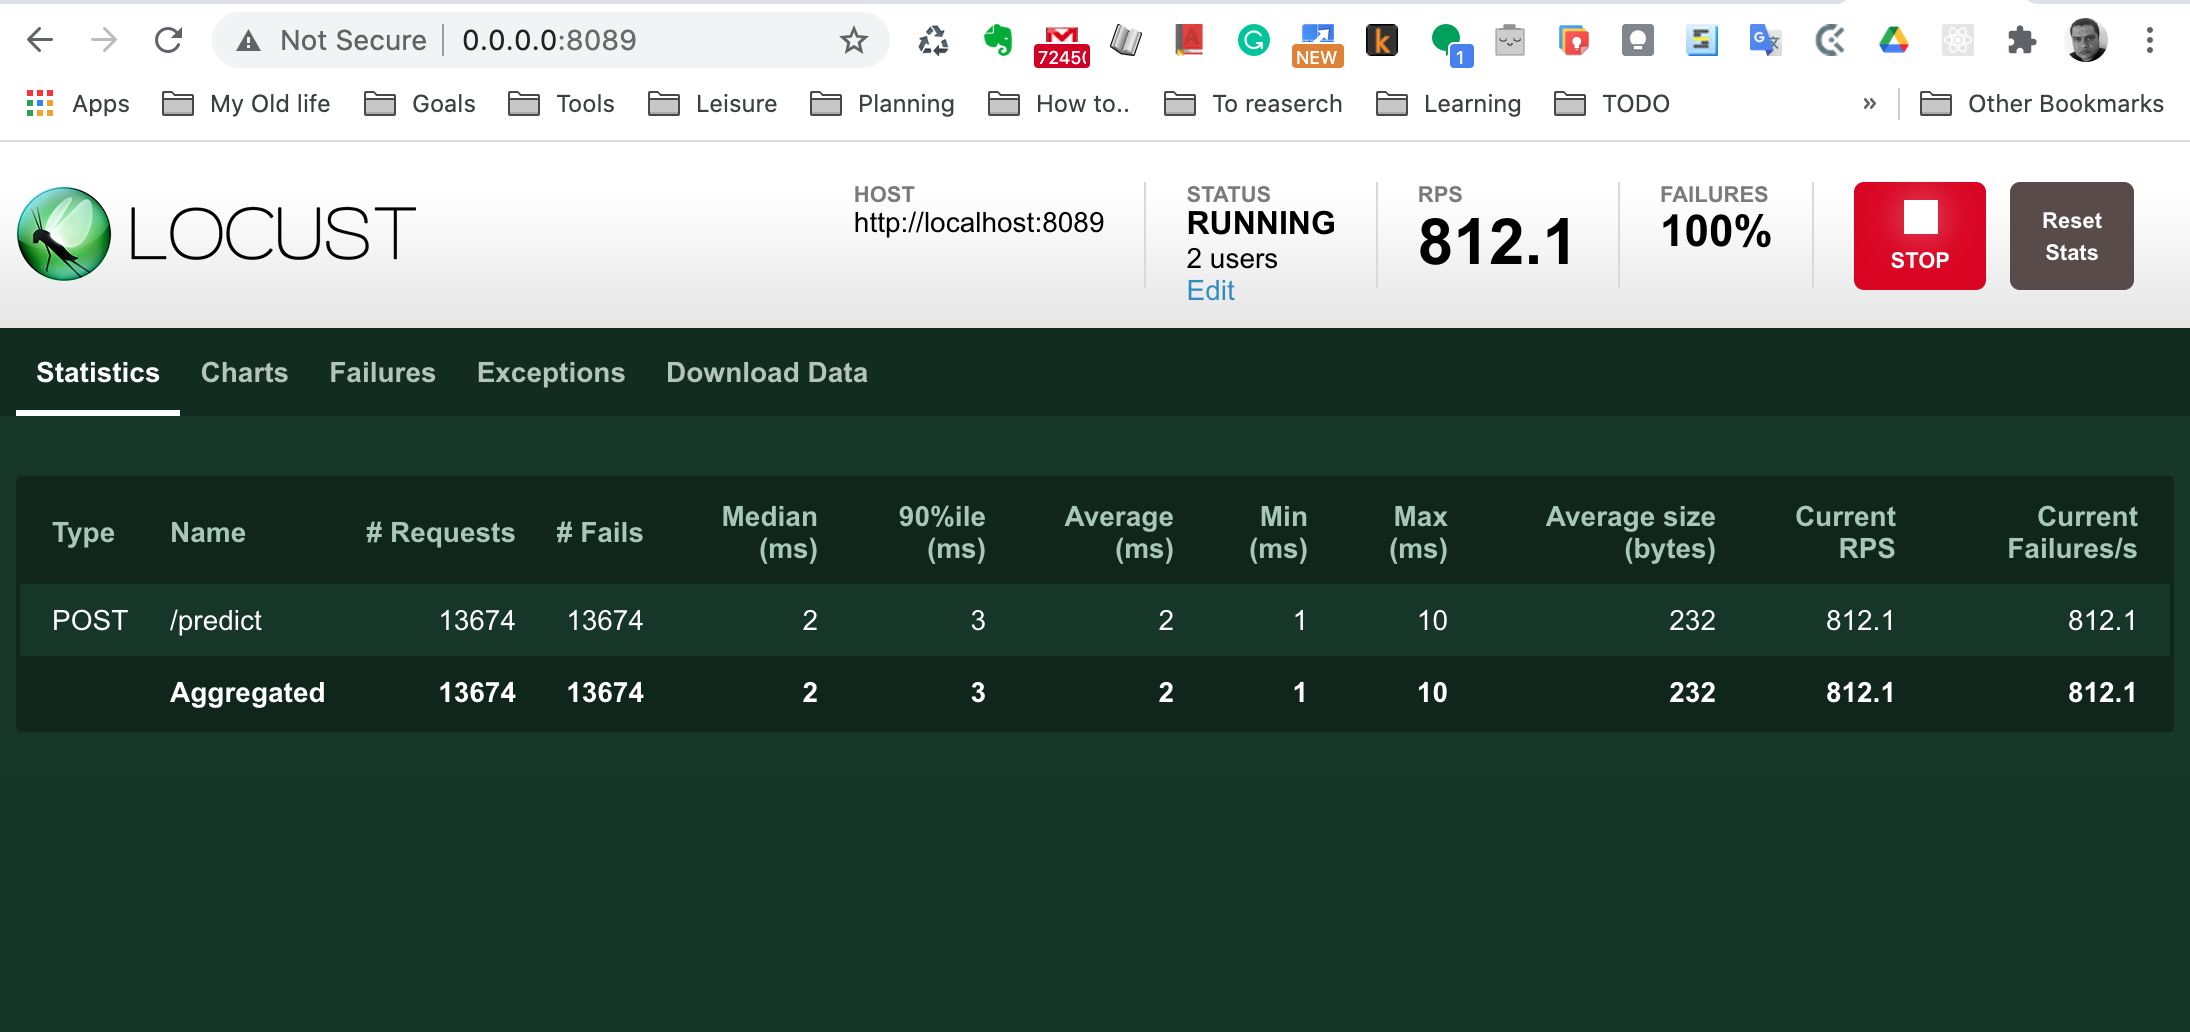 Not Secure 0.0.0.0:8089
NEW 1
Apps My Old life Goals Tools Leisure Planning How to.. To reaserch Learning TODO » Other Bookmarks
LOCUST
HOST
http://localhost:8089
STATUS
RUNNING
2 users
Edit
RPS
812.1
FAILURES
100%
STOP
Reset
Stats
Statistics Charts Failures Exceptions Download Data
Type Name # Requests # Fails Median (ms) 90%ile (ms) Average (ms) Min (ms) Max (ms) Average size (bytes) Current RPS Current Failures/s
POST /predict 13674 13674 2 3 2 1 10 232 812.1 812.1
Aggregated 13674 13674 2 3 2 1 10 232 812.1 812.1